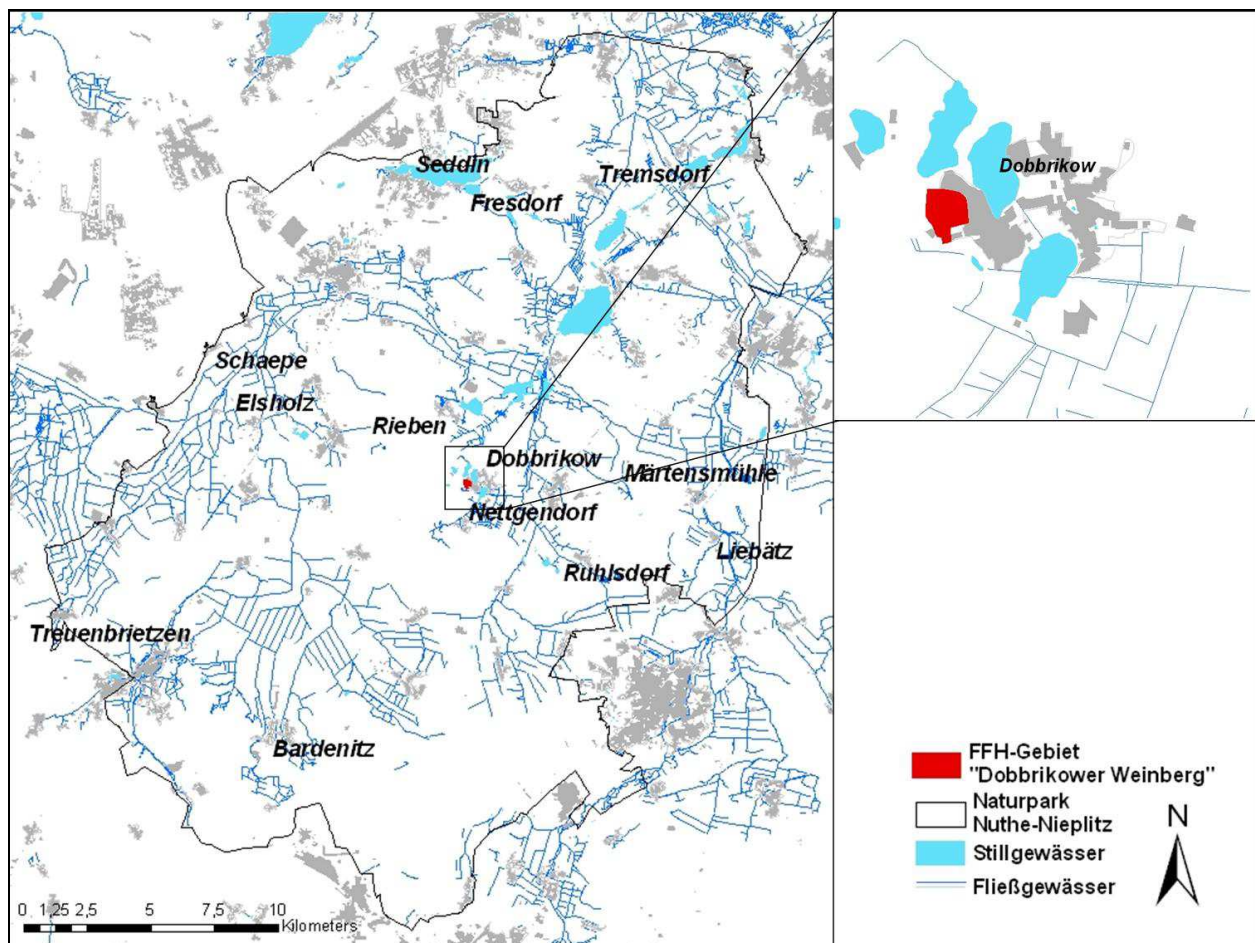 Seddin
Tremsdorf
Fresdorf
Schaepe
Elsholz
Rieben
Dobbrikow
Märtensmühle
Nettgendorf
Liebätz
Ruhlsdorf
Treuenbrietzen
Bardenitz
0 1,25 2,5 5 7,5 10
Kilometers
Dobbrikow
FFH-Gebiet
"Dobbrikower Weinberg"
Naturpark
Nuthe-Nieplitz
Stillgewässer
Fließgewässer
N